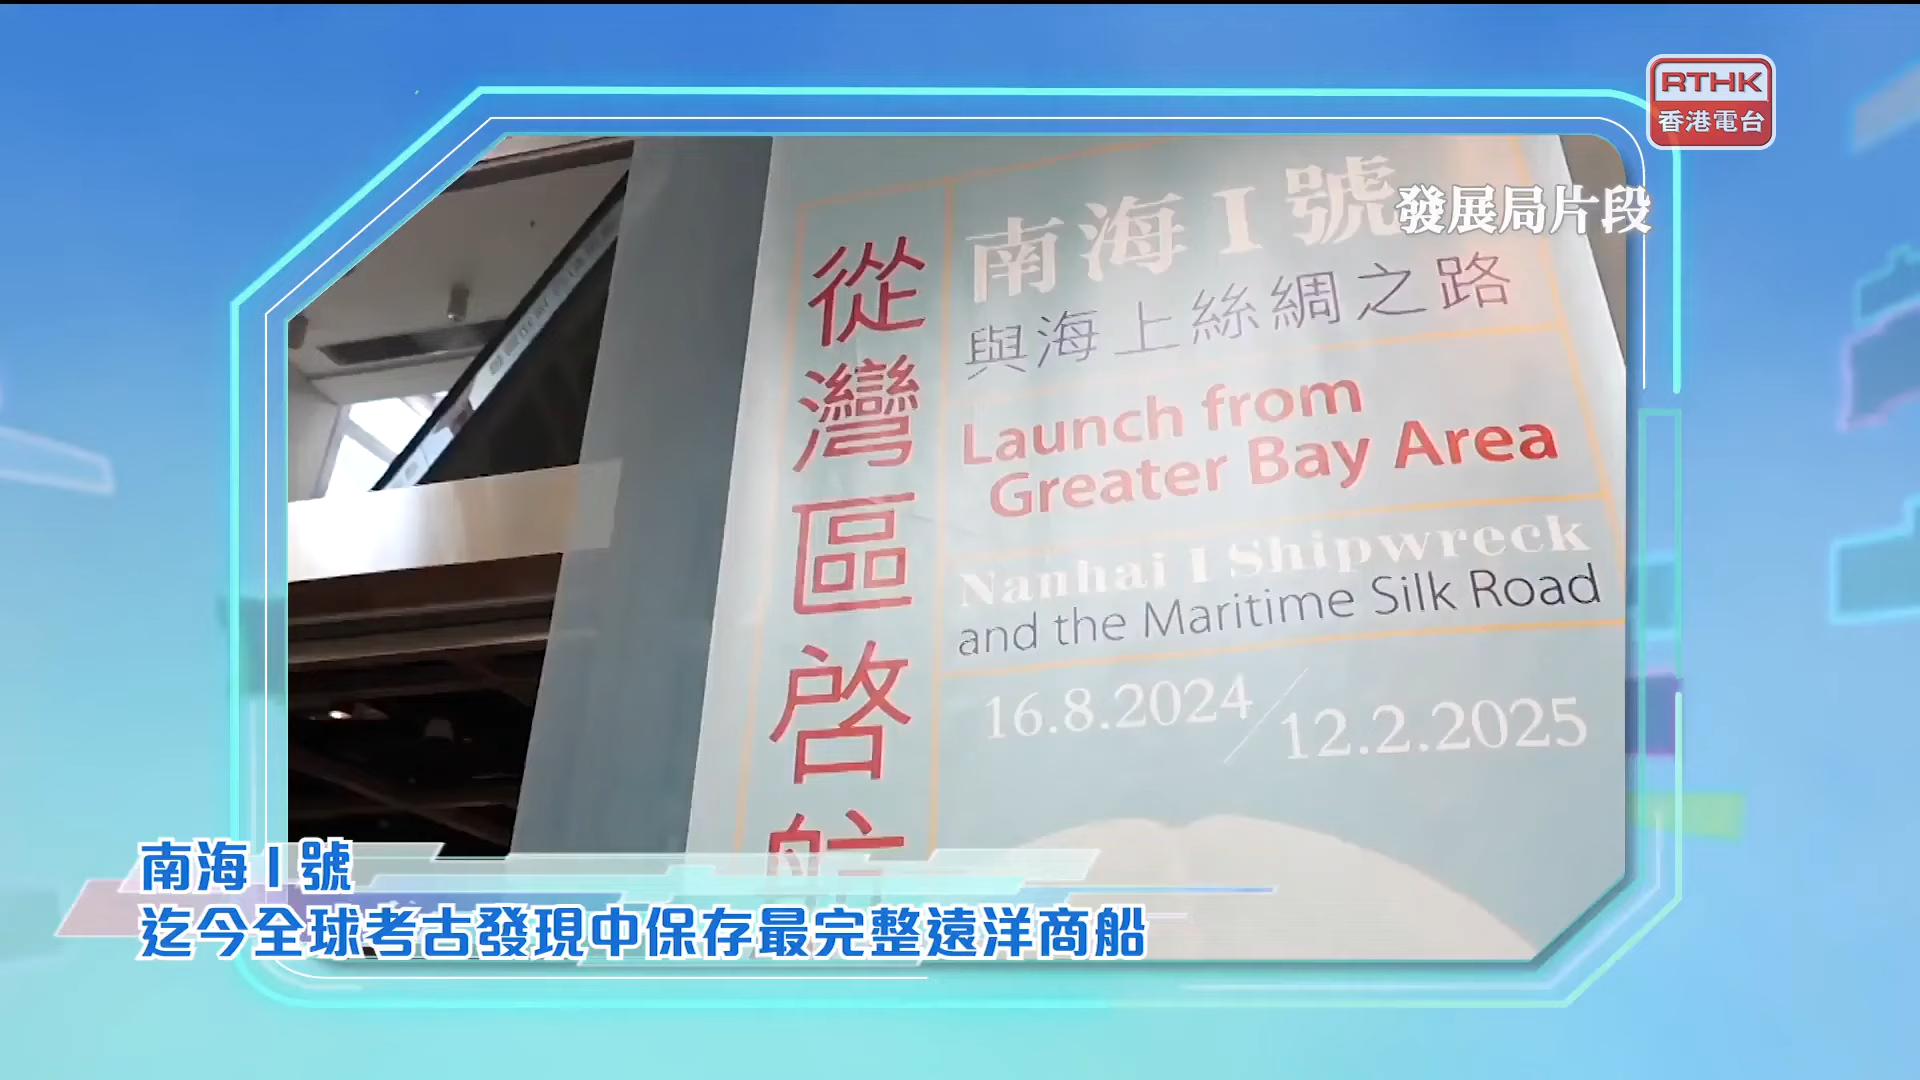 RTHK
香港電台
發展局片段
從灣區啓航
南海I號
與海上絲綢之路
Launch from
Greater Bay Area
Nanhai I Shipwreck
and the Maritime Silk Road
16.8.2024/12.2.2025
南海I號
迄今全球考古發現中保存最完整遠洋商船